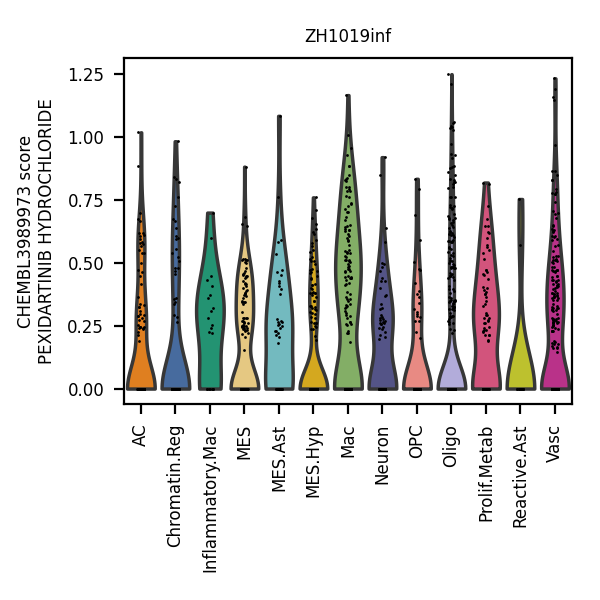 ZH1019inf
CHEMBL3989973 score
PEXIDARTINIB HYDROCHLORIDE
1.25
1.00
0.75
0.50
0.25
0.00
AC
Chromatin.Reg
Inflammatory.Mac
MES
MES.Ast
MES.Hyp
Mac
Neuron
OPC
Oligo
Prolif.Metab
Reactive.Ast
Vasc